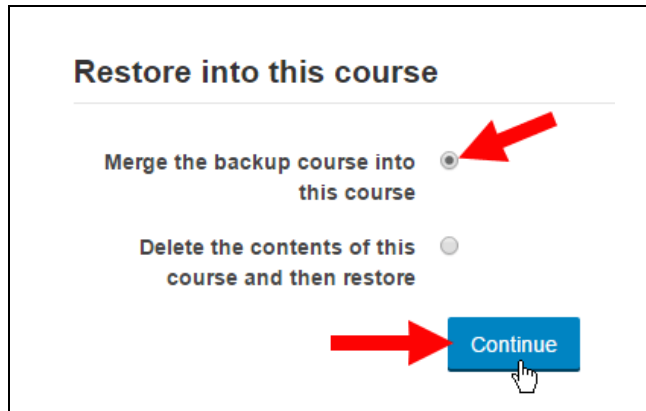 Restore into this course
Merge the backup course into
this course
Delete the contents of this
course and then restore
Continue